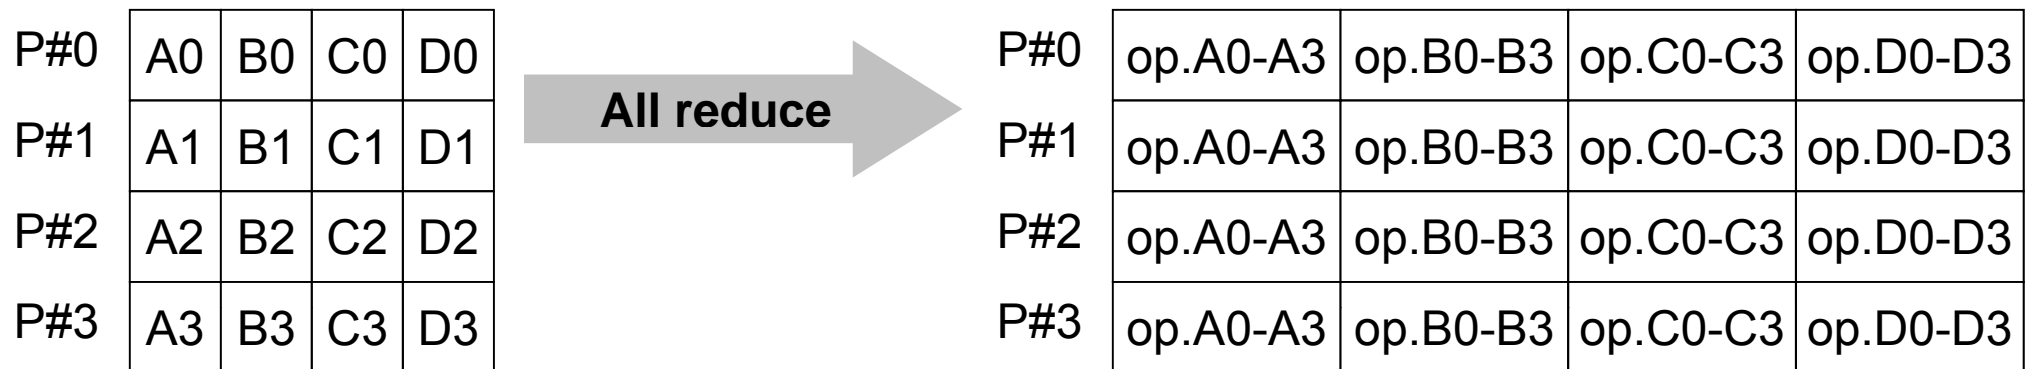 P#0 A0 B0 C0 D0 P#0 op.A0-A3 op.B0-B3 op.C0-C3 op.D0-D3
All reduce
P#1 A1 B1 C1 D1 P#1 op.A0-A3 op.B0-B3 op.C0-C3 op.D0-D3
P#2 A2 B2 C2 D2 P#2 op.A0-A3 op.B0-B3 op.C0-C3 op.D0-D3
P#3 A3 B3 C3 D3 P#3 op.A0-A3 op.B0-B3 op.C0-C3 op.D0-D3